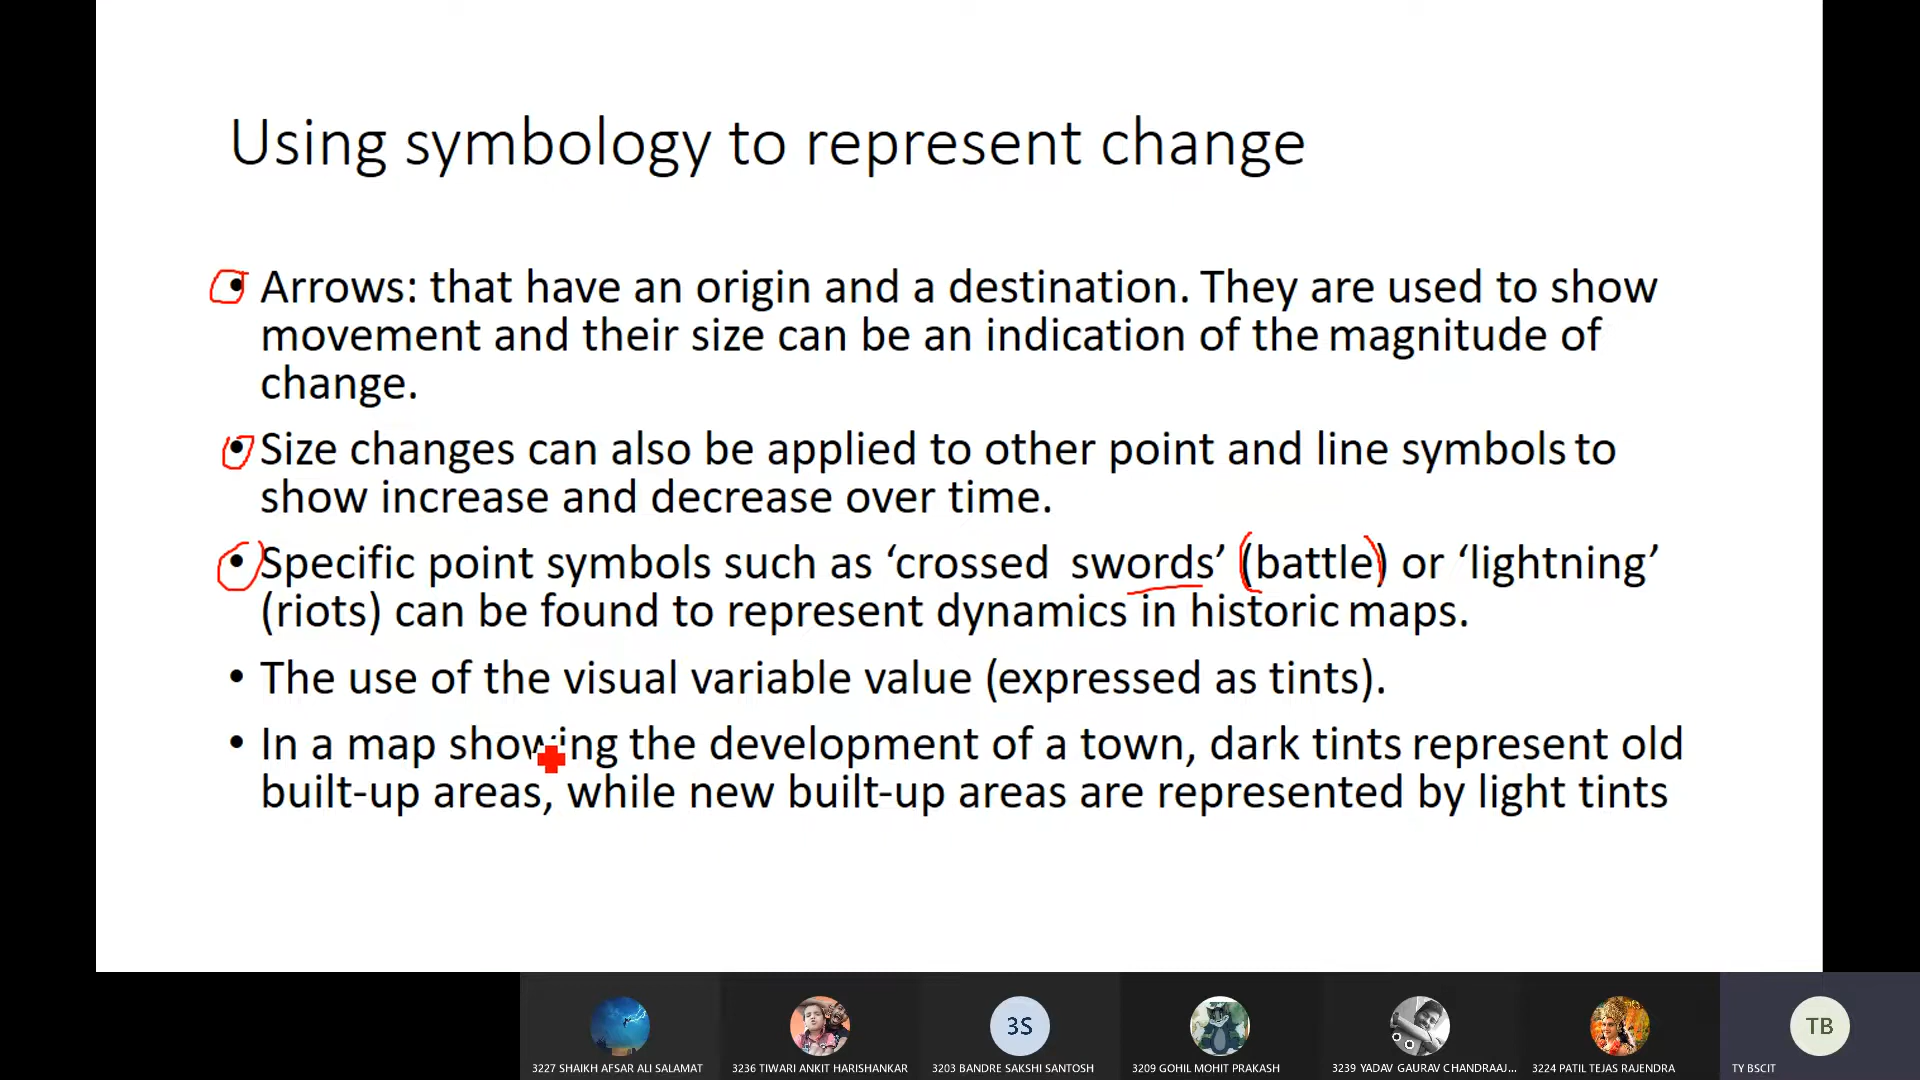 Using symbology to represent change
• Arrows: that have an origin and a destination. They are used to show
movement and their size can be an indication of the magnitude of
change.
• Size changes can also be applied to other point and line symbols to
show increase and decrease over time.
• Specific point symbols such as ‘crossed swords’ (battle) or ‘lightning’
(riots) can be found to represent dynamics in historic maps.
• The use of the visual variable value (expressed as tints).
• In a map showing the development of a town, dark tints represent old
built-up areas, while new built-up areas are represented by light tints
3S
TB
3227 SHAIKH AFSAR ALI SALAMAT
3236 TIWARI ANKIT HARISHANKAR
3203 BANDRE SAKSHI SANTOSH
3209 GOHIL MOHIT PRAKASH
3239 YADAV GAURAV CHANDRAAJ...
3224 PATIL TEJAS RAJENDRA
TY BSCIT